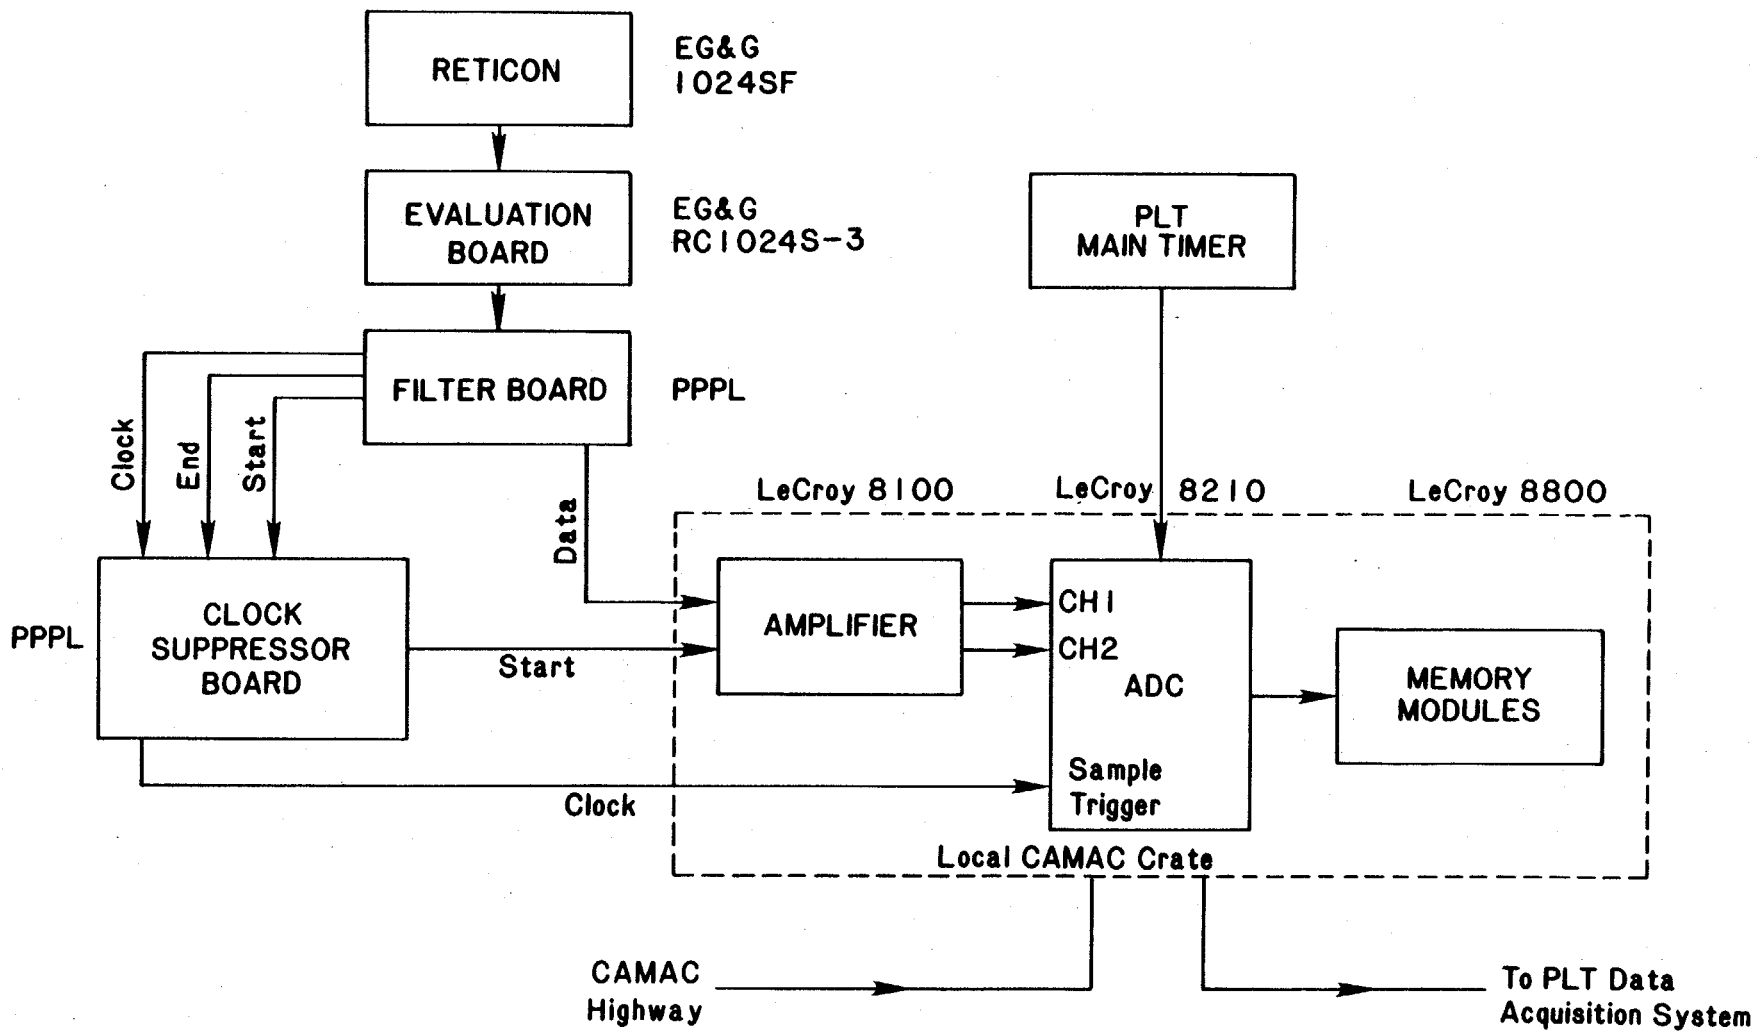 RETICON
EG&G
1024SF
EVALUATION
BOARD
EG&G
RC1024S-3
PLT
MAIN TIMER
FILTER BOARD
PPPL
Clock
End
Start
Data
LeCroy 8100
LeCroy 8210
LeCroy 8800
PPPL
CLOCK
SUPPRESSOR
BOARD
Start
AMPLIFIER
CH1
CH2
ADC
Sample
Trigger
MEMORY
MODULES
Clock
Local CAMAC Crate
CAMAC
Highway
To PLT Data
Acquisition System